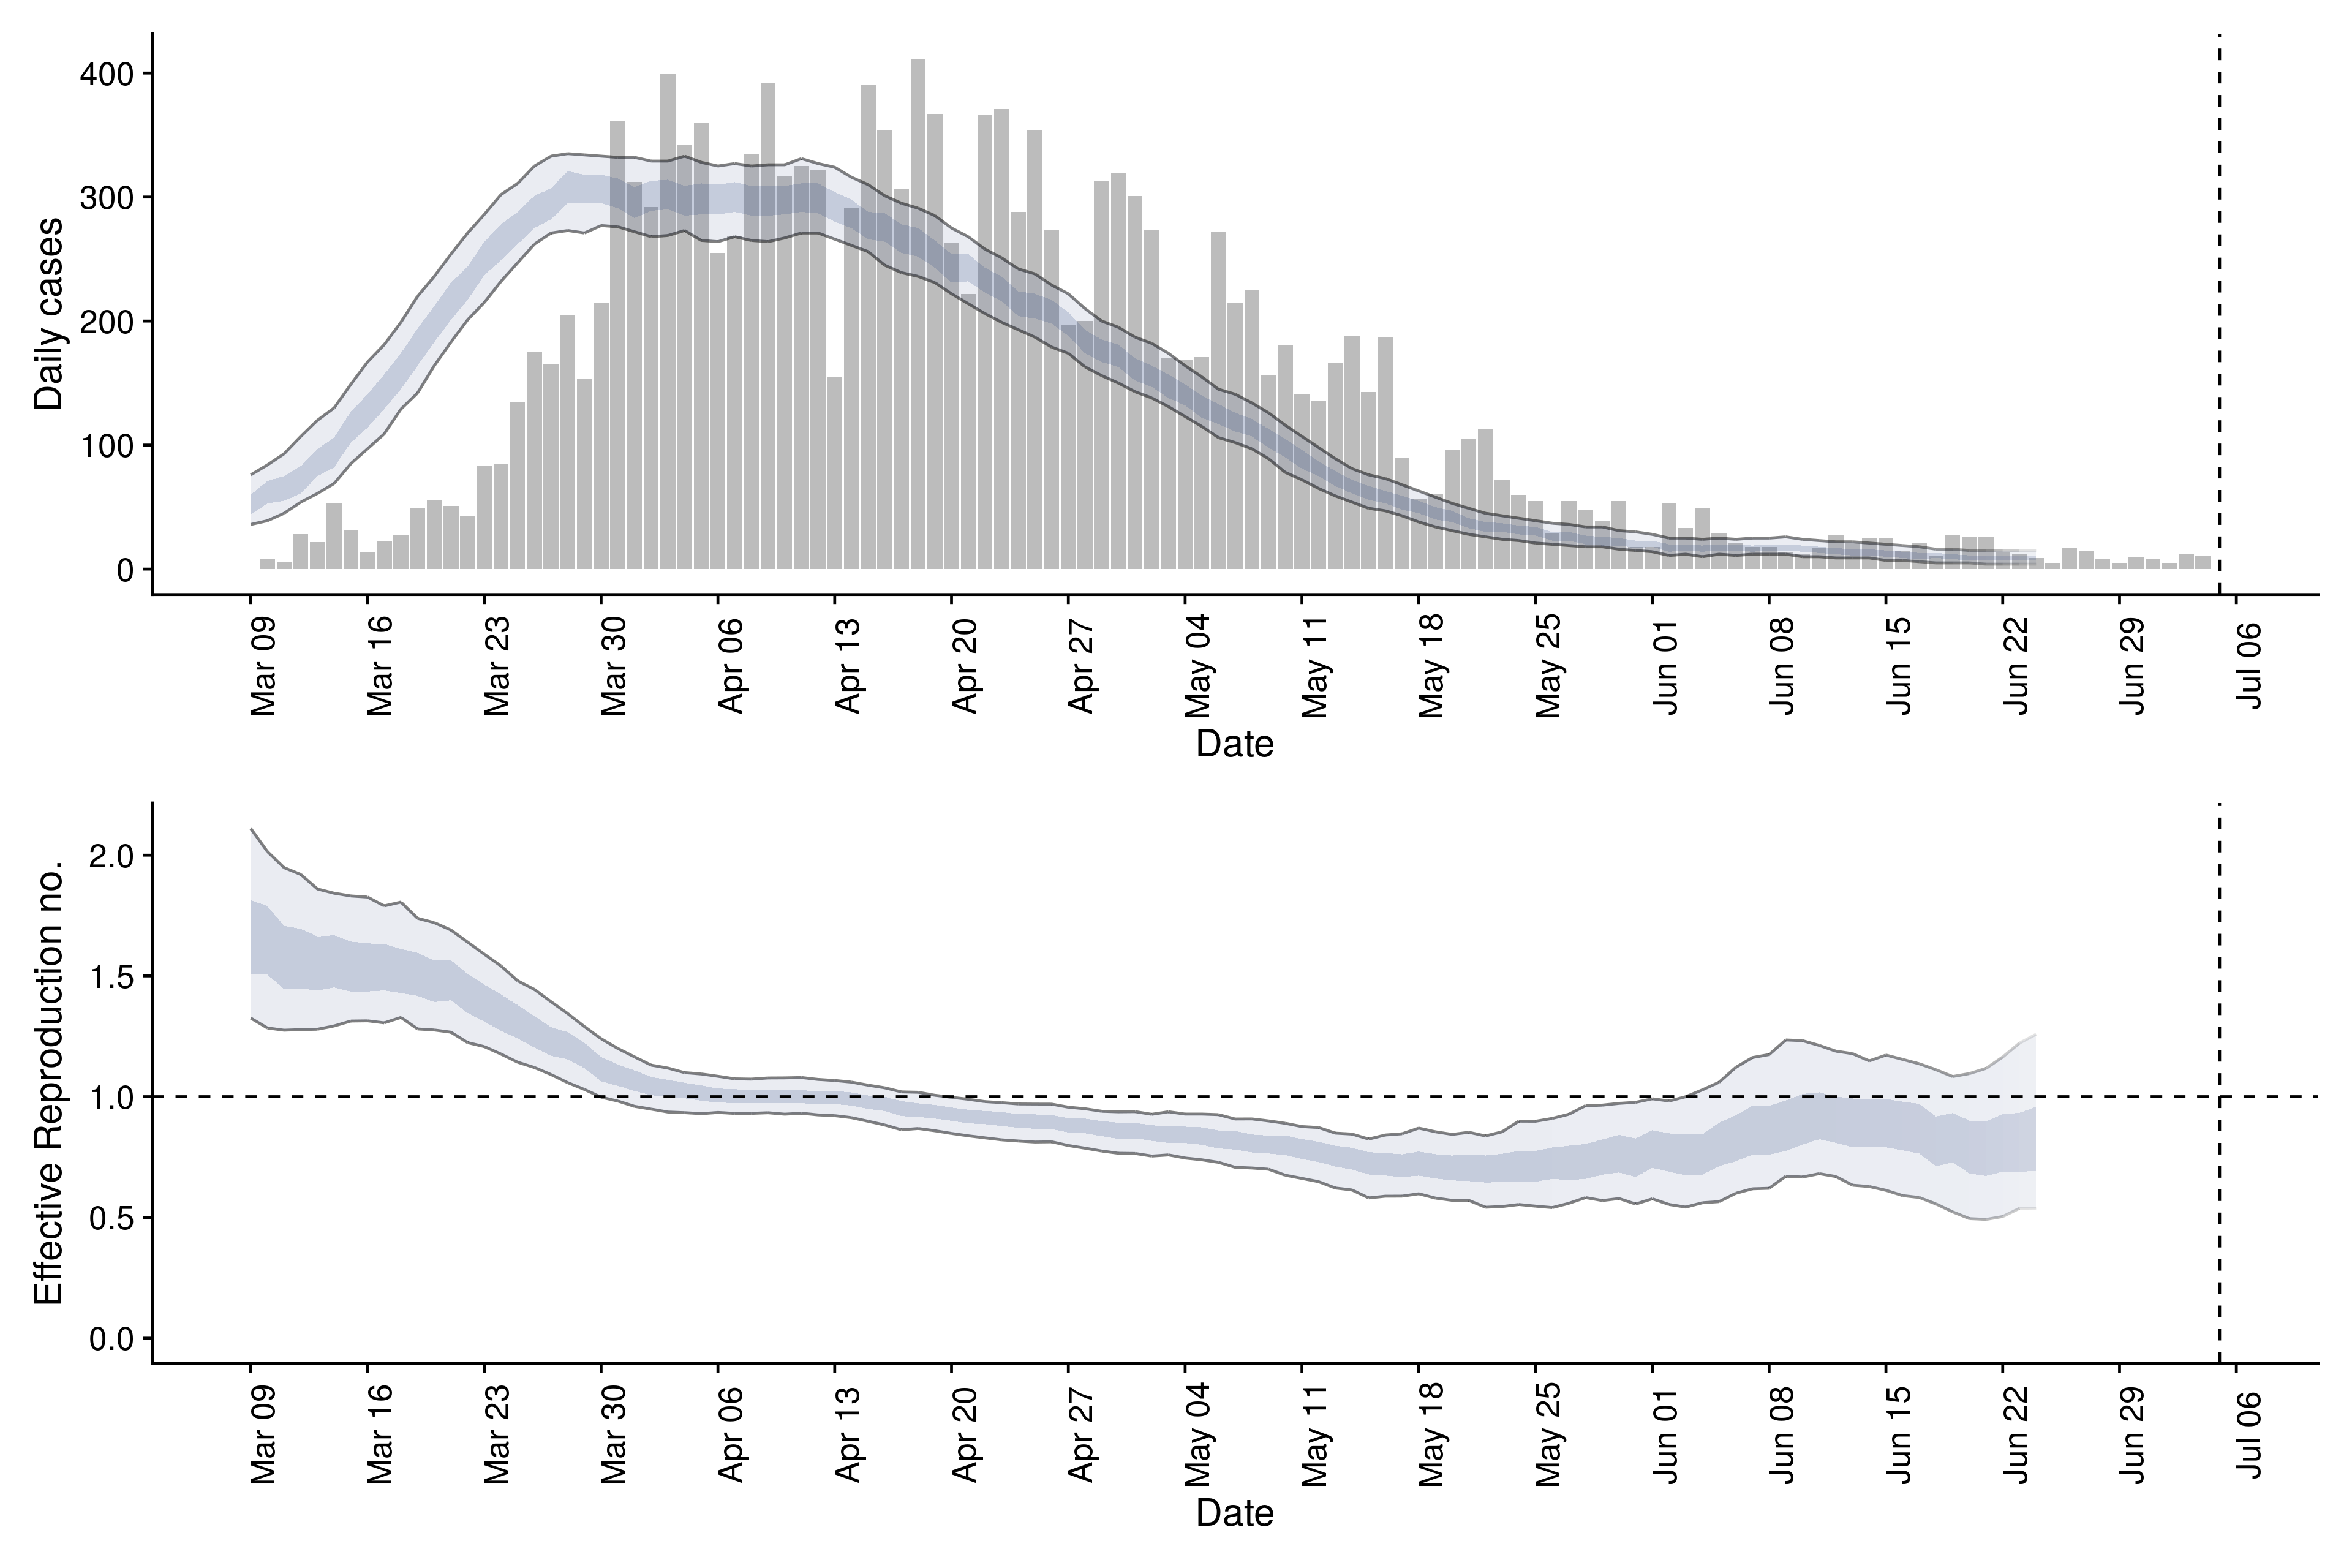 Daily cases
400
300
200
100
0
Mar 09
Mar 16
Mar 23
Mar 30
Apr 06
Apr 13
Apr 20
Apr 27
May 04
May 11
May 18
May 25
Jun 01
Jun 08
Jun 15
Jun 22
Jun 29
Jul 06
Date
Effective Reproduction no.
2.0
1.5
1.0
0.5
0.0
Mar 09
Mar 16
Mar 23
Mar 30
Apr 06
Apr 13
Apr 20
Apr 27
May 04
May 11
May 18
May 25
Jun 01
Jun 08
Jun 15
Jun 22
Jun 29
Jul 06
Date